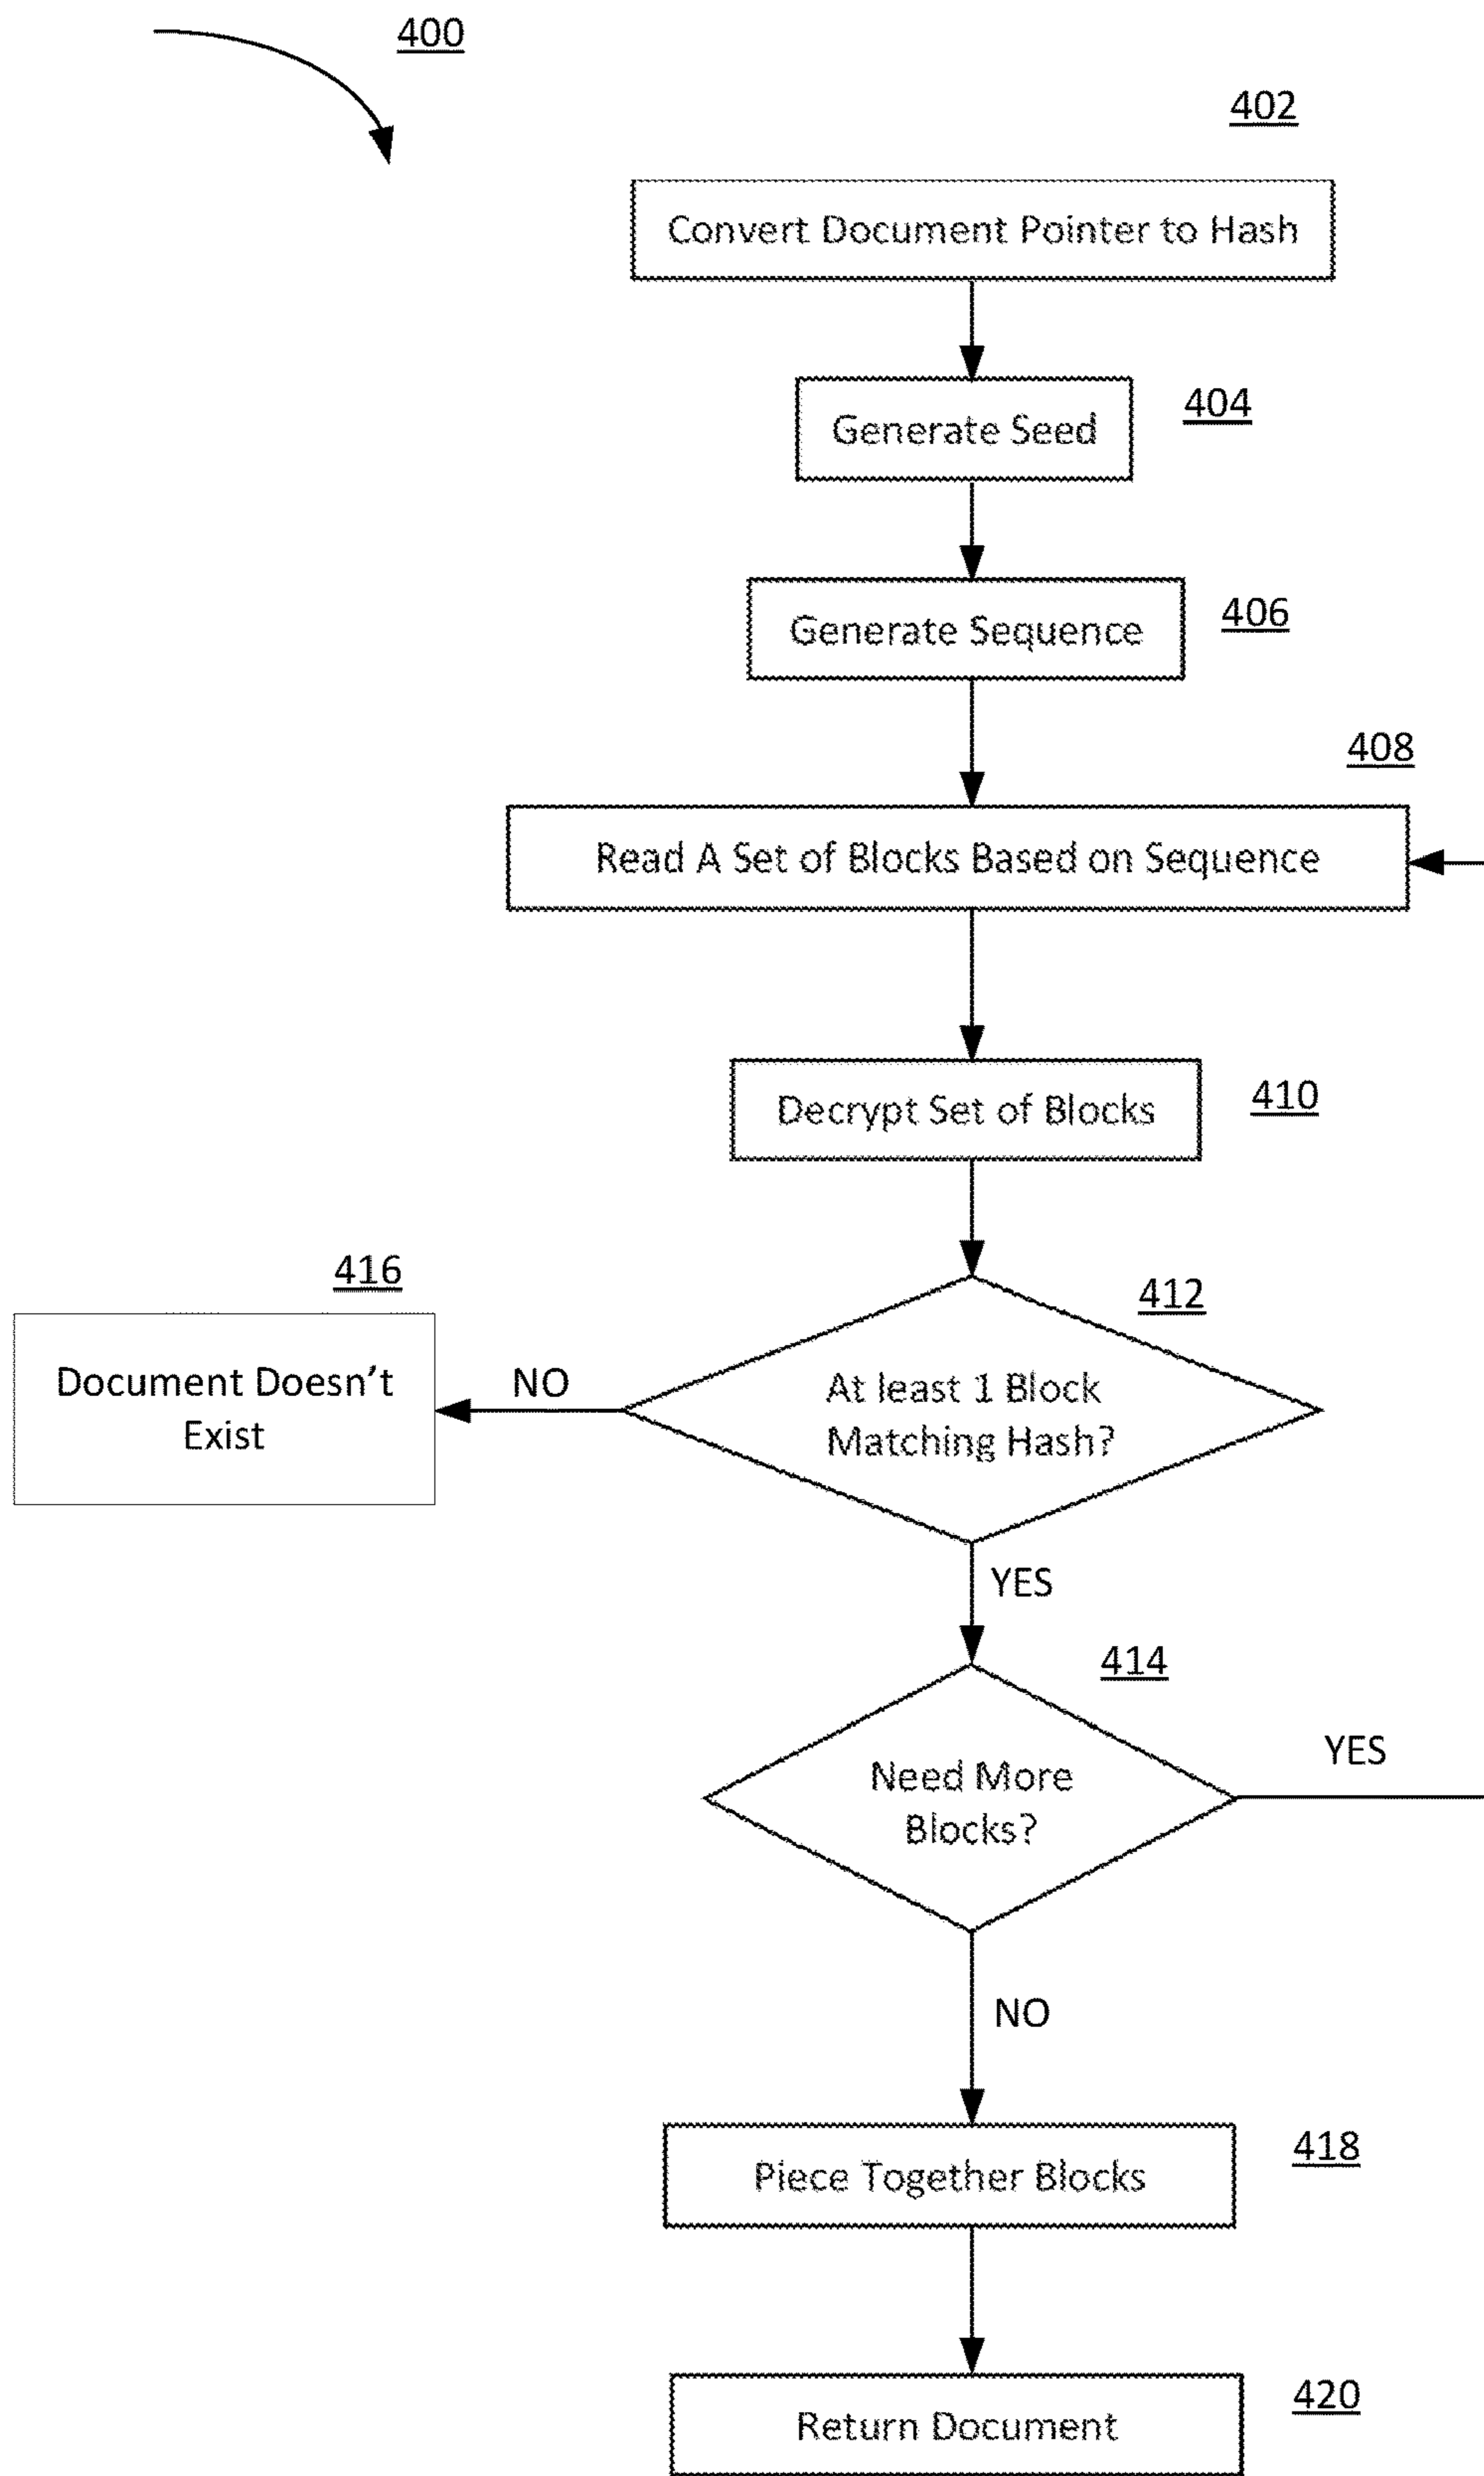 400
402
Convert Document Pointer to Hash
404
Generate Seed
406
Generate Sequence
408
Read A Set of Blocks Based on Sequence
410
Decrypt Set of Blocks
416
412
Document Doesn't
Exist
NO
At least 1 Block
Matching Hash?
YES
414
Need More
Blocks?
YES
NO
418
Piece Together Blocks
420
Return Document